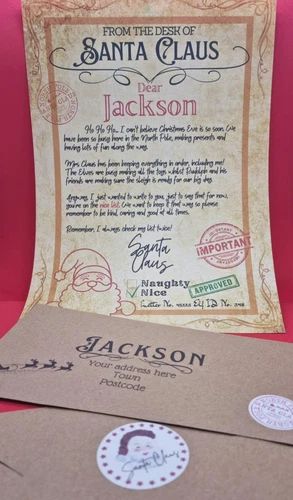 FROM THE DESK OF
SANTA CLAUS
Dear
Jackson
Ho Ho Ho... I can't believe Christmas Eve is so soon. We
have been so busy here in the North Pole, making presents and
having lots of fun along the way.
Mrs Claus has been keeping everything in order, including me!
The Elves are busy making all the toys whilst Rudolph and his
friends are making sure the sleigh is ready for our big day.
Anyway, I just wanted to write to you, just to say that for now,
you're on the nice list. We want to keep it that way so please
remember to be kind, caring and good at all times.
Remember, I always check my list twice!
Santa
Claus
IMPORTANT
Naughty
Nice
APPROVED
JACKSON
Your address here
Town
Postcode
Santa Claus